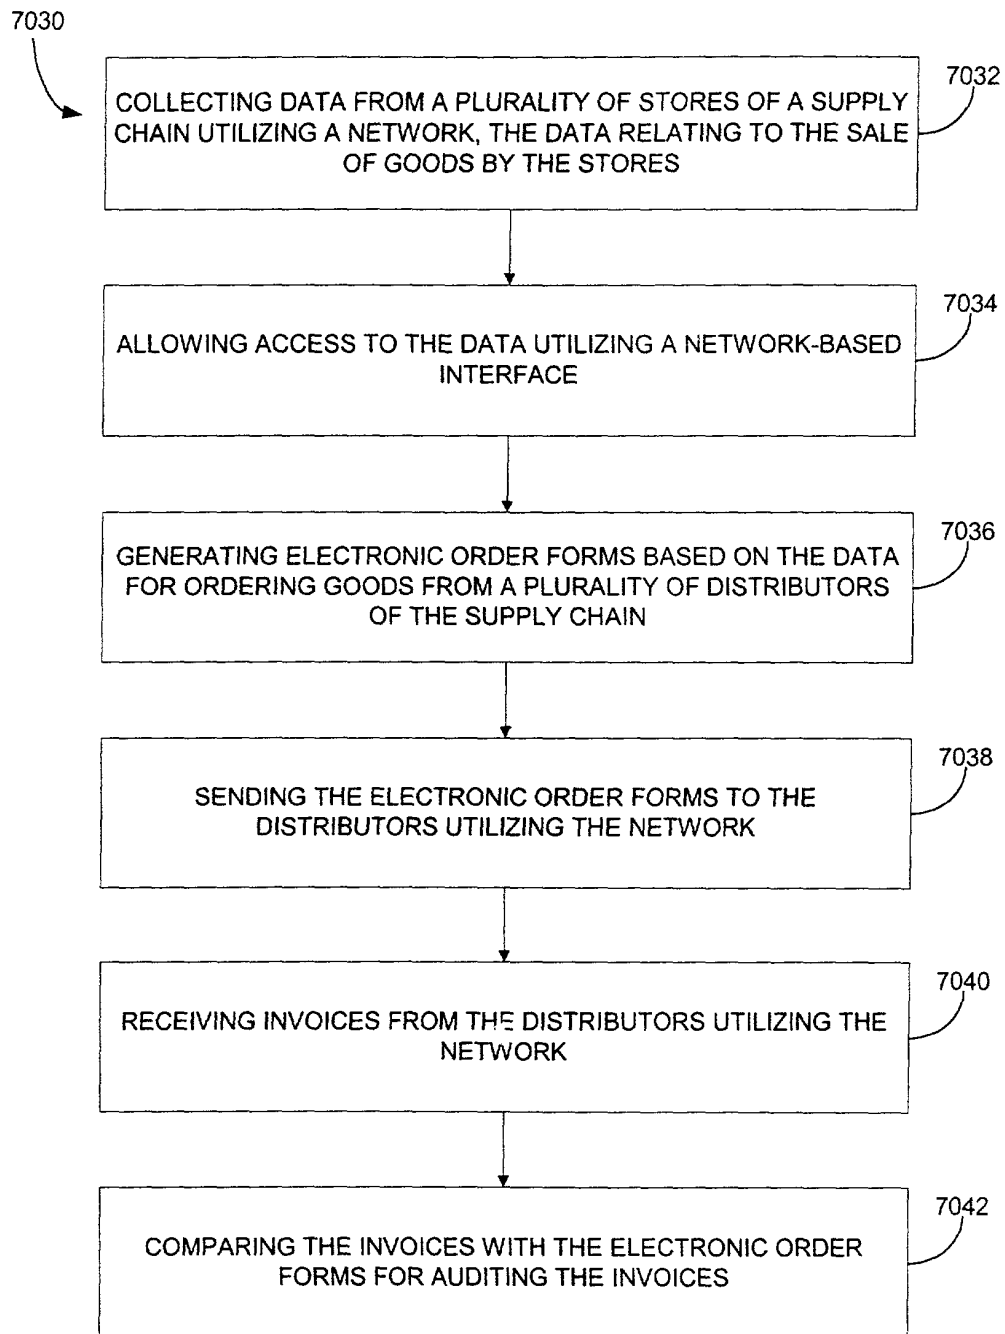 7030
7032
COLLECTING DATA FROM A PLURALITY OF STORES OF A SUPPLY
CHAIN UTILIZING A NETWORK, THE DATA RELATING TO THE SALE
OF GOODS BY THE STORES
7034
ALLOWING ACCESS TO THE DATA UTILIZING A NETWORK-BASED
INTERFACE
7036
GENERATING ELECTRONIC ORDER FORMS BASED ON THE DATA
FOR ORDERING GOODS FROM A PLURALITY OF DISTRIBUTORS
OF THE SUPPLY CHAIN
7038
SENDING THE ELECTRONIC ORDER FORMS TO THE
DISTRIBUTORS UTILIZING THE NETWORK
7040
RECEIVING INVOICES FROM THE DISTRIBUTORS UTILIZING THE
NETWORK
7042
COMPARING THE INVOICES WITH THE ELECTRONIC ORDER
FORMS FOR AUDITING THE INVOICES